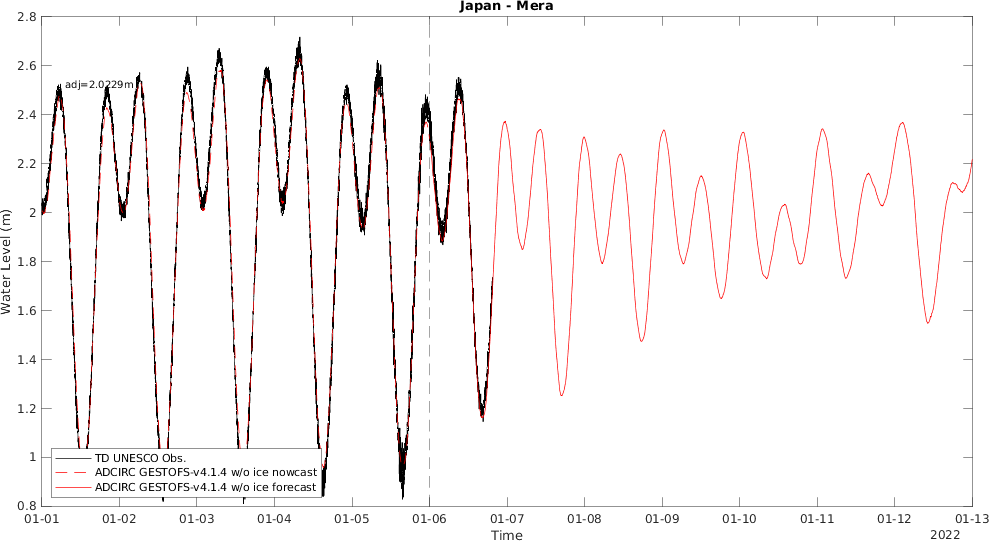 Japan - Mera
2.8
2.6
2.4
2.2
2
1.8
1.6
1.4
1.2
1
0.8
Water Level (m)
adj=2.0229m
TD UNESCO Obs.
ADCIRC GESTOFS-v4.1.4 w/o ice nowcast
ADCIRC GESTOFS-v4.1.4 w/o ice forecast
01-01 01-02 01-03 01-04 01-05 01-06 01-07 01-08 01-09 01-10 01-11 01-12 01-13
Time
2022